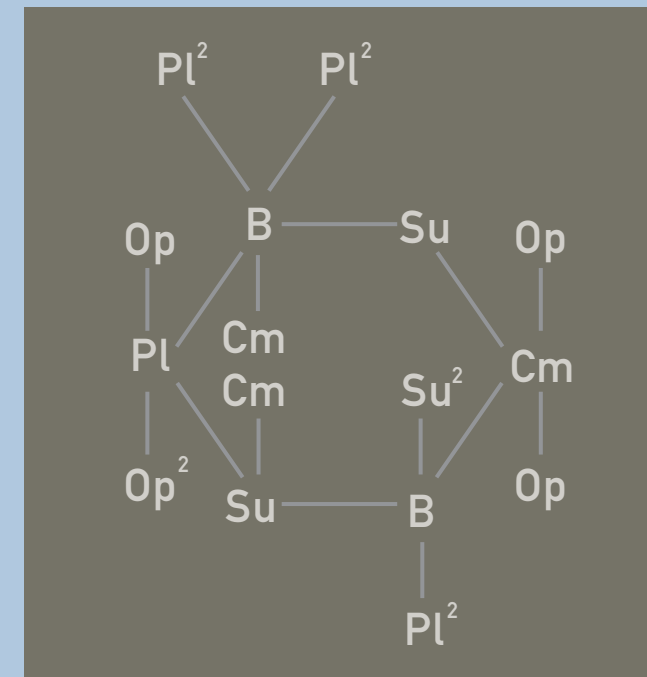 Pl² Pl²
B Su
Op Op
Pl Cm Cm
Cm Su²
Op² Op
Su B
Pl²